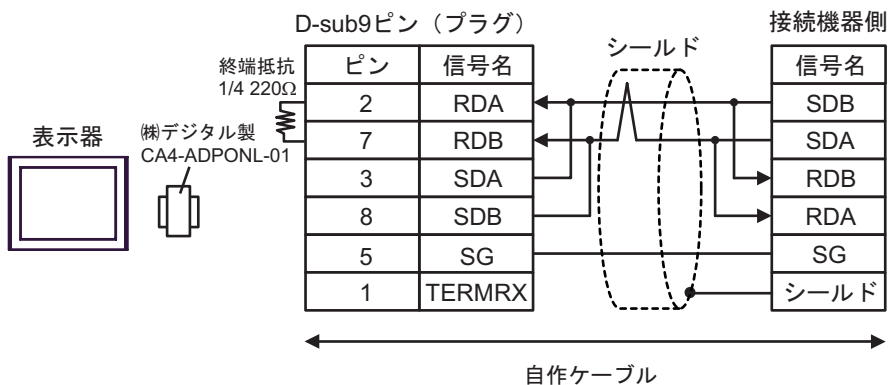 D-sub9ピン（プラグ）
接続機器側
シールド
終端抵抗
1/4 220Ω
ピン 信号名
信号名
2 RDA
SDB
7 RDB
SDA
3 SDA
RDB
8 SDB
RDA
5 SG
SG
1 TERMRX
シールド
表示器
㈱デジタル製
CA4-ADPONL-01
自作ケーブル